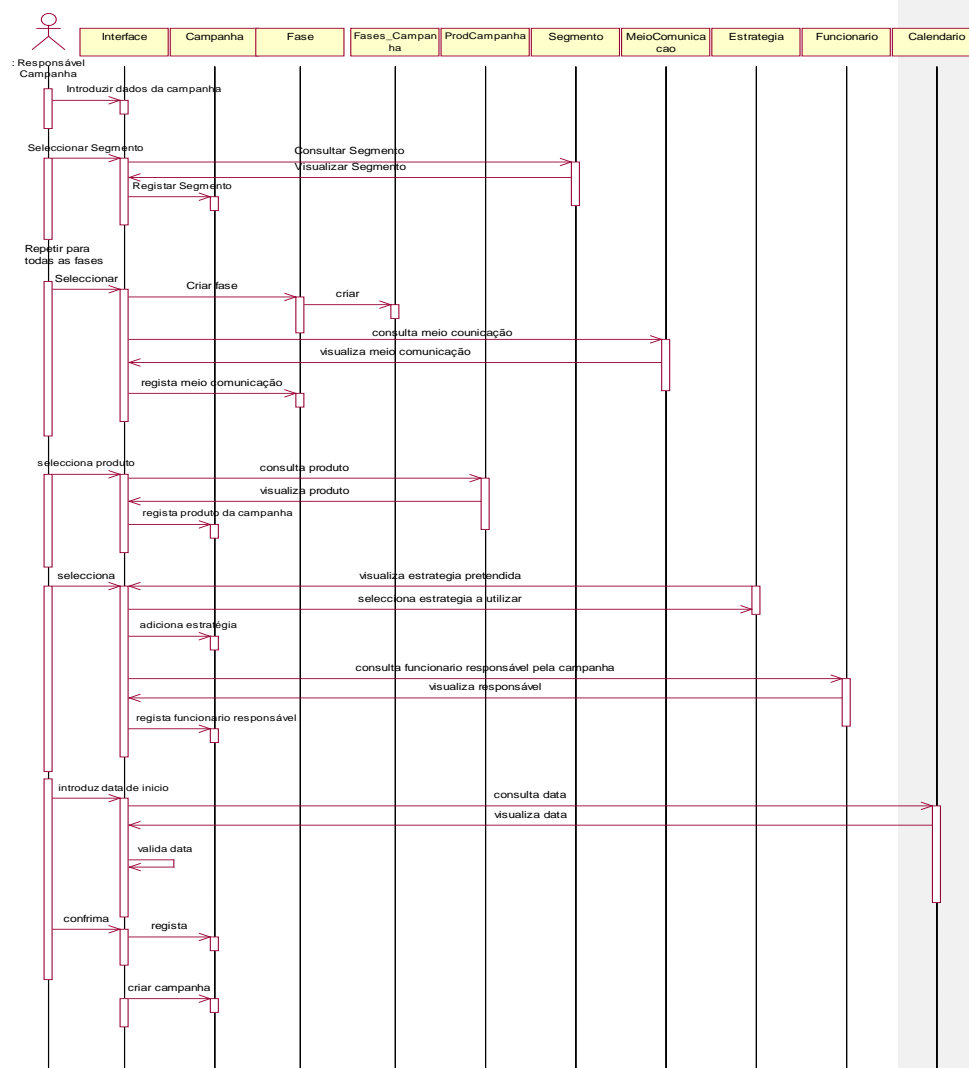 Interface
Campanha
Fase
Fases_Campan
ha
ProdCampanha
Segmento
MeioComunica
cao
Estrategia
Funcionario
Calendario
: Responsável
Campanha
Introduzir dados da campanha
Seleccionar Segmento
Consultar Segmento
Visualizar Segmento
Registar Segmento
Repetir para
todas as fases
Seleccionar
Criar fase
criar
consulta meio counicação
visualiza meio comunicação
regista meio comunicação
selecciona produto
consulta produto
visualiza produto
regista produto da campanha
selecciona
visualiza estrategia pretendida
selecciona estrategia a utilizar
adiciona estratégia
consulta funcionario responsável pela campanha
visualiza responsável
regista funcionário responsável
introduz data de inicio
consulta data
visualiza data
valida data
confrima
regista
criar campanha